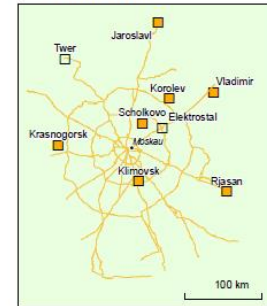 Jaroslavl
Twer
Vladimir
Korolev
Scholkovo
Elektrostal
Krasnogorsk
Moskau
Klimovsk
Rjasan
100 km